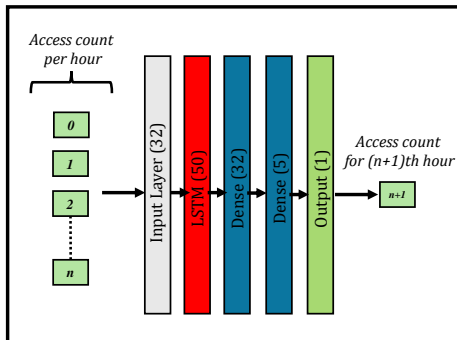 Access count
per hour
0
1
2
n
Input Layer (32)
LSTM (50)
Dense (32)
Dense (5)
Output (1)
Access count
for (n+1)th hour
n+1